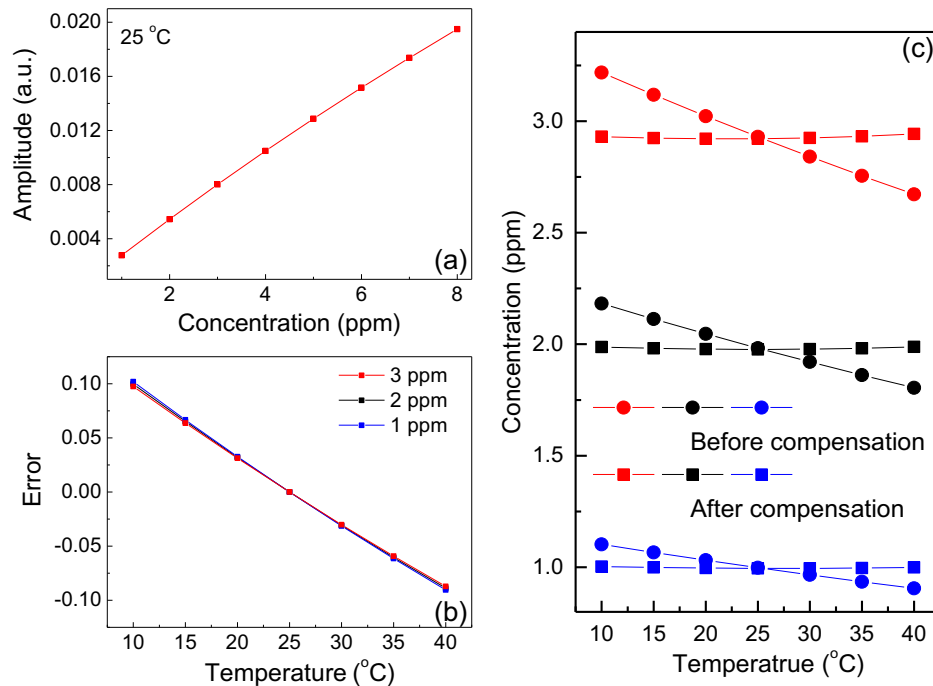 0.020
0.016
0.012
0.008
0.004
Amplitude (a.u.)
25 °C
(a)
2 4 6 8
Concentration (ppm)
0.10
0.05
0.00
-0.05
-0.10
Error
3 ppm
2 ppm
1 ppm
(b)
10 15 20 25 30 35 40
Temperature (°C)
(c)
3.0
2.5
2.0
1.5
1.0
Concentration (ppm)
Before compensation
After compensation
10 15 20 25 30 35 40
Temperatrue (°C)